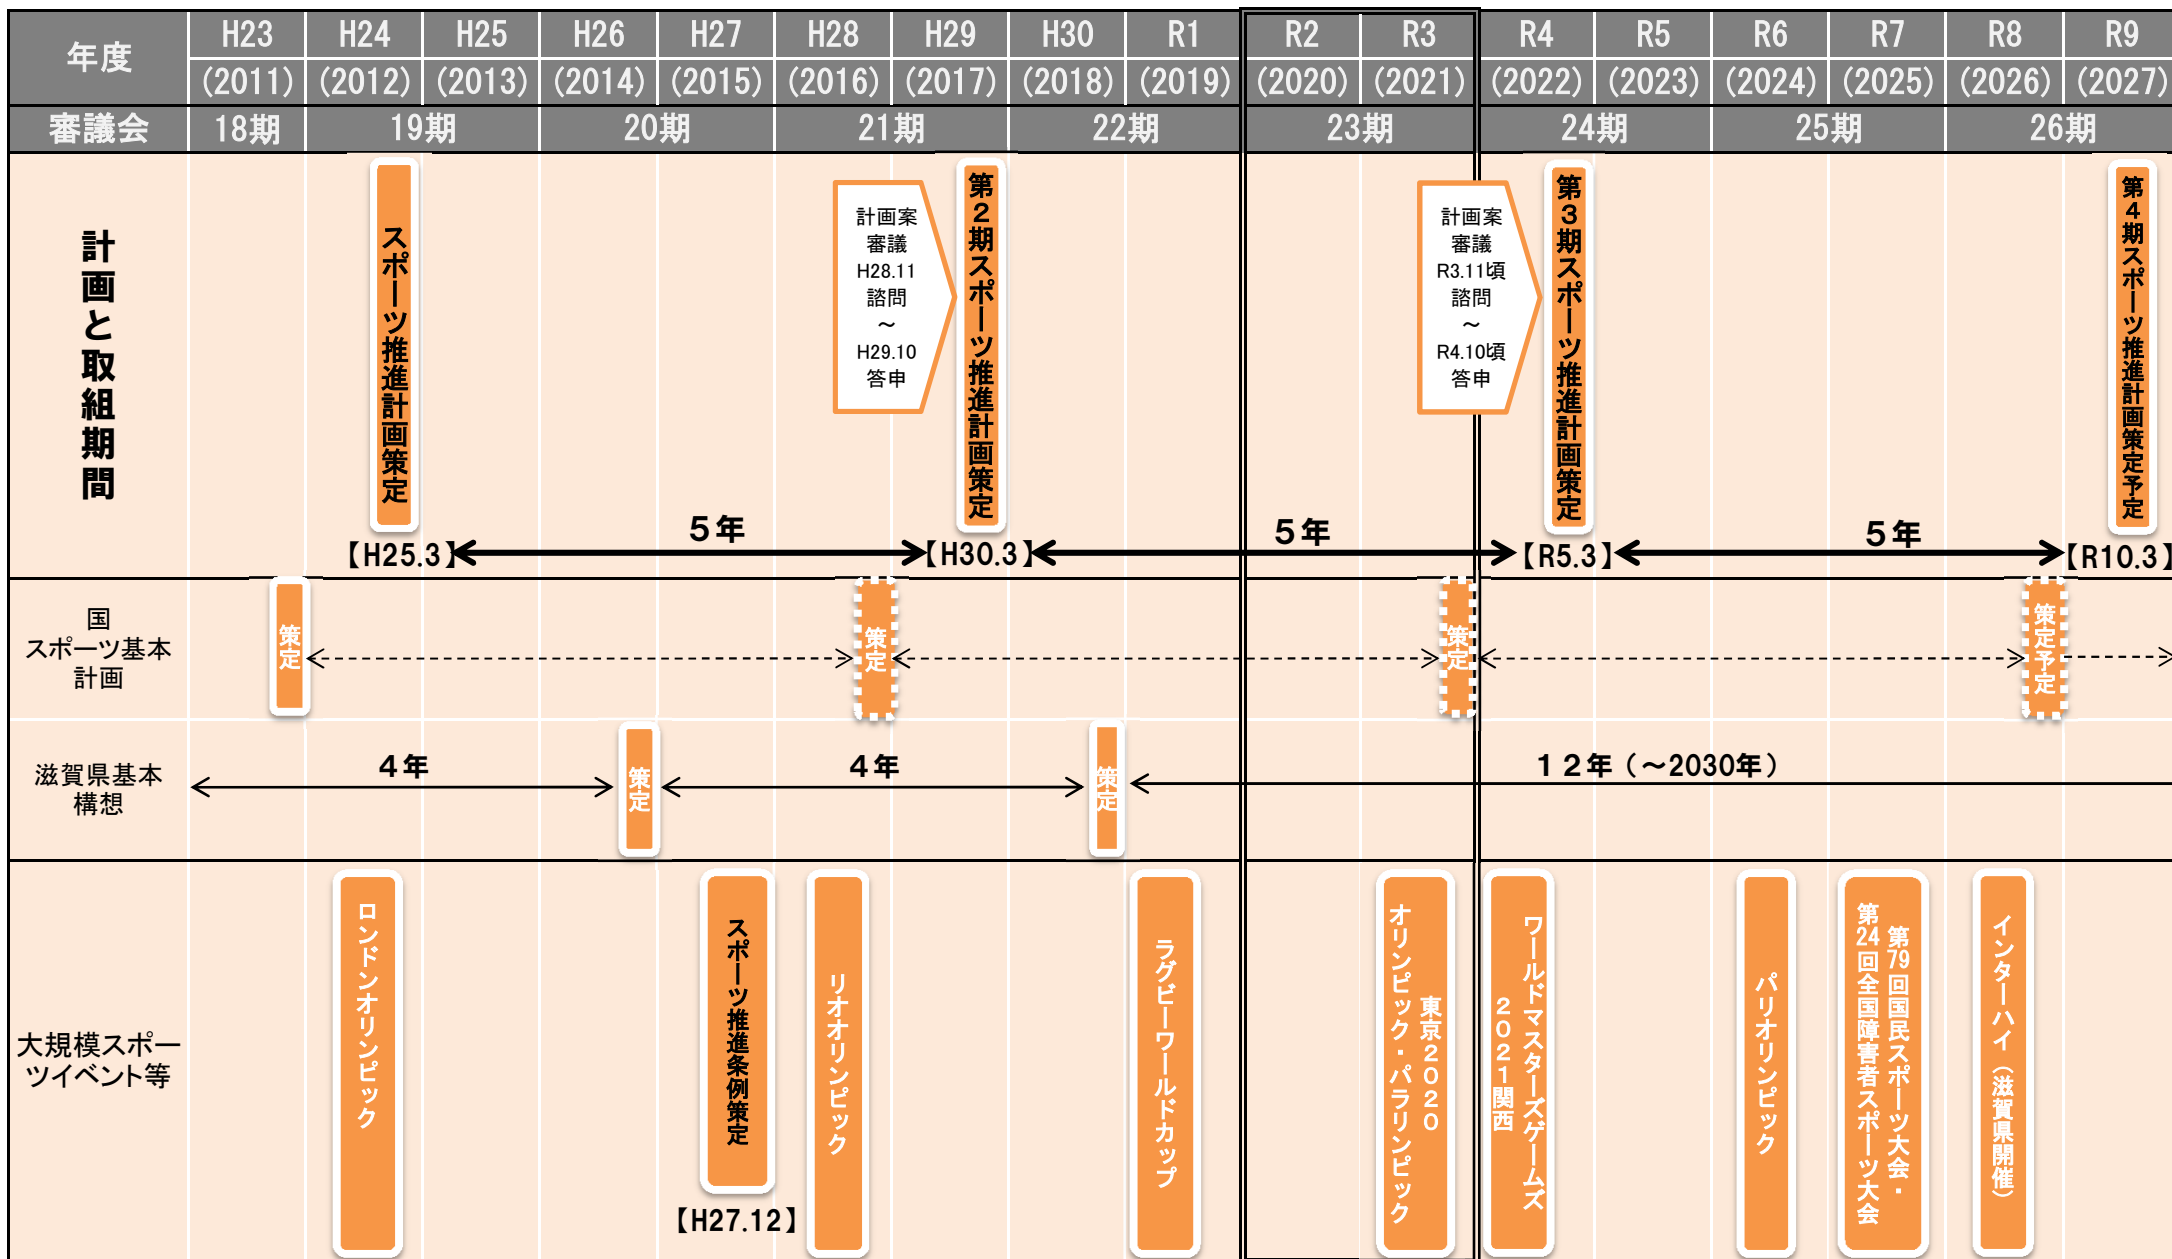 年度 H23 H24 H25 H26 H27 H28 H29 H30 R1 R2 R3 R4 R5 R6 R7 R8 R9
(2011) (2012) (2013) (2014) (2015) (2016) (2017) (2018) (2019) (2020) (2021) (2022) (2023) (2024) (2025) (2026) (2027)
審議会 18期 19期 20期 21期 22期 23期 24期 25期 26期
計画と取組期間
スポーツ推進計画策定
計画案
審議
H28.11
諮問
～
H29.10
答申
第2期スポーツ推進計画策定
計画案
審議
R3.11頃
諮問
～
R4.10頃
答申
第3期スポーツ推進計画策定
第4期スポーツ推進計画策定予定
5年 5年 5年
【H25.3】 【H30.3】 【R5.3】 【R10.3】
国
スポーツ基本
計画
策定
策定
策定
策定予定
滋賀県基本
構想
4年
策定
4年
策定
12年（～2030年）
大規模スポー
ツイベント等
ロンドンオリンピック
スポーツ推進条例策定
【H27.12】
リオオリンピック
ラグビーワールドカップ
東京2020
オリンピック・パラリンピック
ワールドマスターズゲームズ
2021関西
パリオリンピック
第79回国民スポーツ大会・
第24回全国障害者スポーツ大会
インターハイ（滋賀県開催）